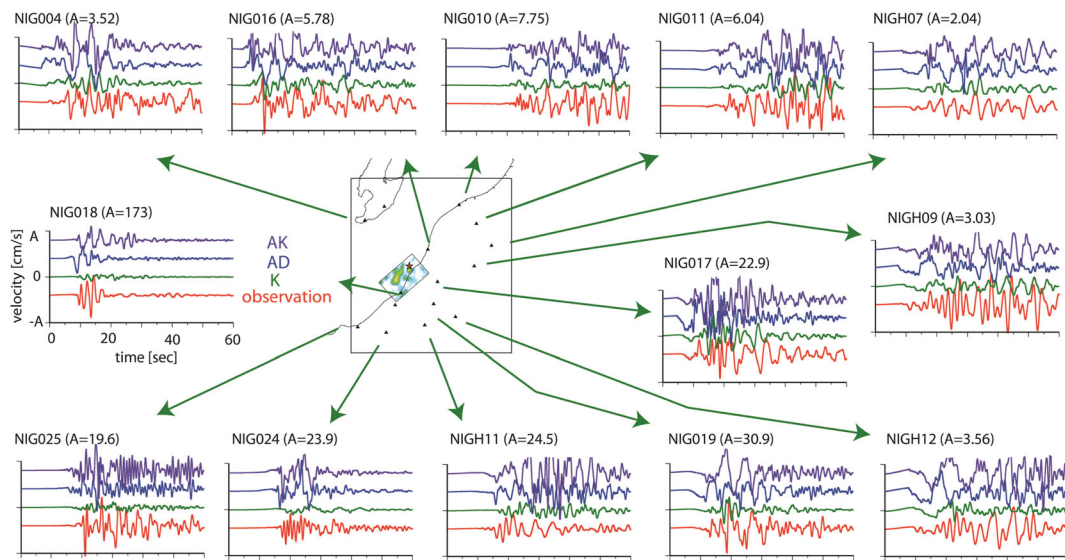 NIG004 (A=3.52)
NIG016 (A=5.78)
NIG010 (A=7.75)
NIG011 (A=6.04)
NIGH07 (A=2.04)
NIG018 (A=173)
A
0
-A
velocity [cm/s]
0 20 40 60
time [sec]
AK
AD
K
observation
NIG017 (A=22.9)
NIGH09 (A=3.03)
NIG025 (A=19.6)
NIG024 (A=23.9)
NIGH11 (A=24.5)
NIG019 (A=30.9)
NIGH12 (A=3.56)